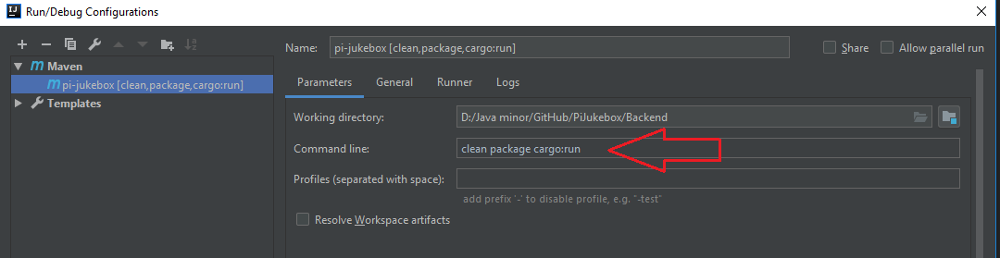 IJ Run/Debug Configurations
Name: pi-jukebox [clean,package,cargo:run] Share Allow parallel run
m Maven
m pi-jukebox [clean,package,cargo:run]
Templates
Parameters General Runner Logs
Working directory: D:/Java minor/GitHub/PiJukebox/Backend
Command line: clean package cargo:run
Profiles (separated with space):
add prefix '-' to disable profile, e.g. "-test"
Resolve Workspace artifacts